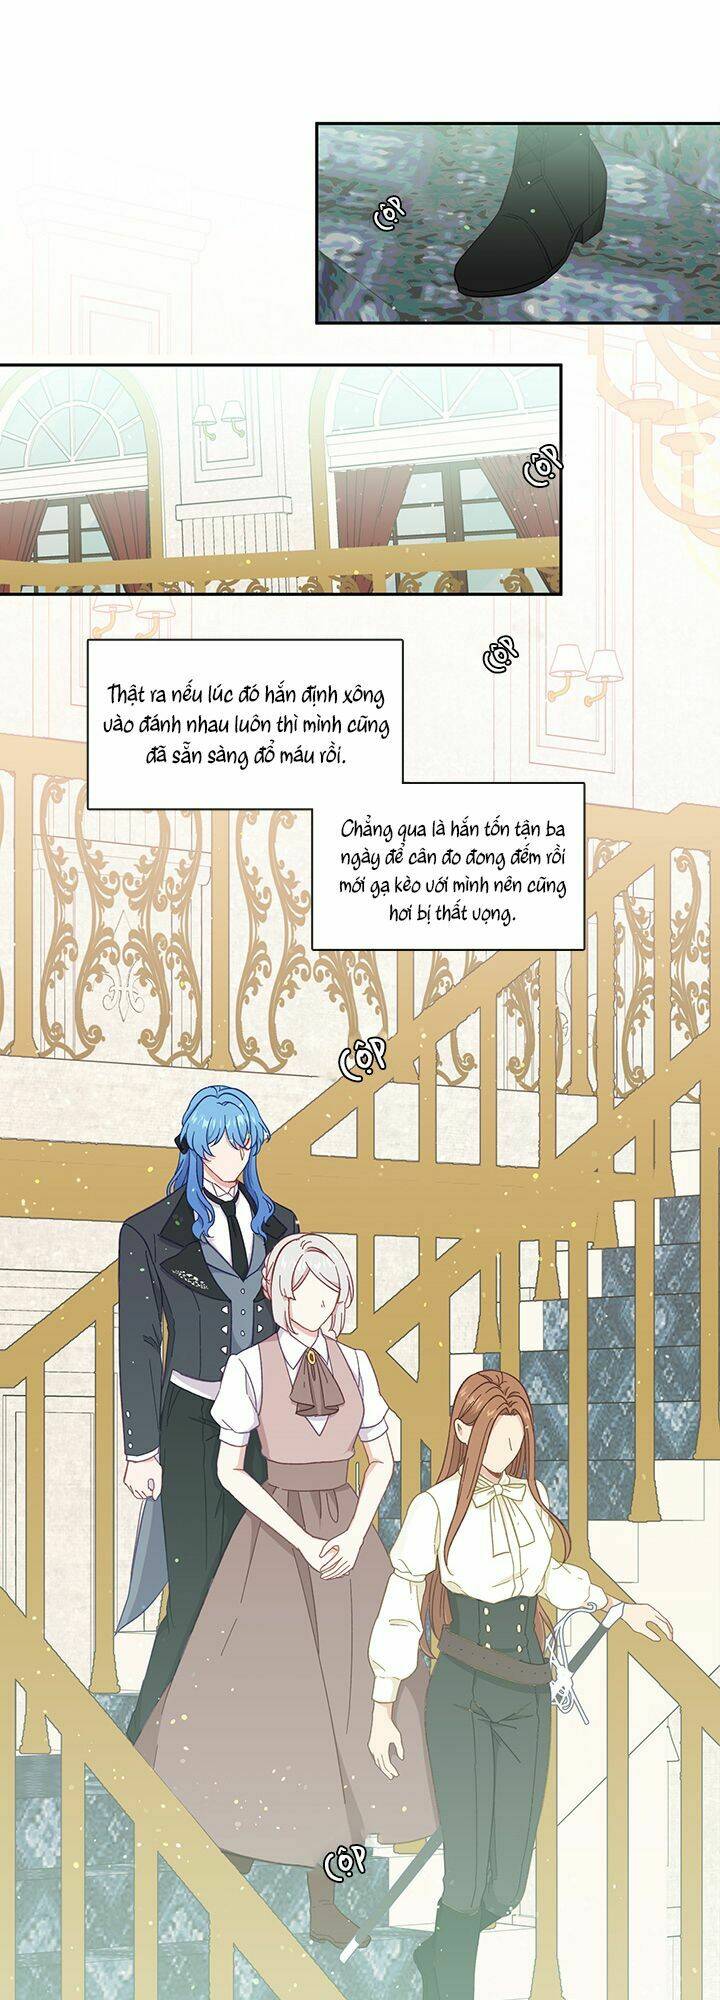 CỘP
CỘP
CỘP
Thật ra nếu lúc đó hắn định xông
vào đánh nhau luôn thì mình cũng
đã sẵn sàng đổ máu rồi.
Chẳng qua là hắn tốn tận ba
ngày để cân đo đong đếm rồi
mới gạ kèo với mình nên cũng
hơi bị thất vọng.
CỘP
CỘP